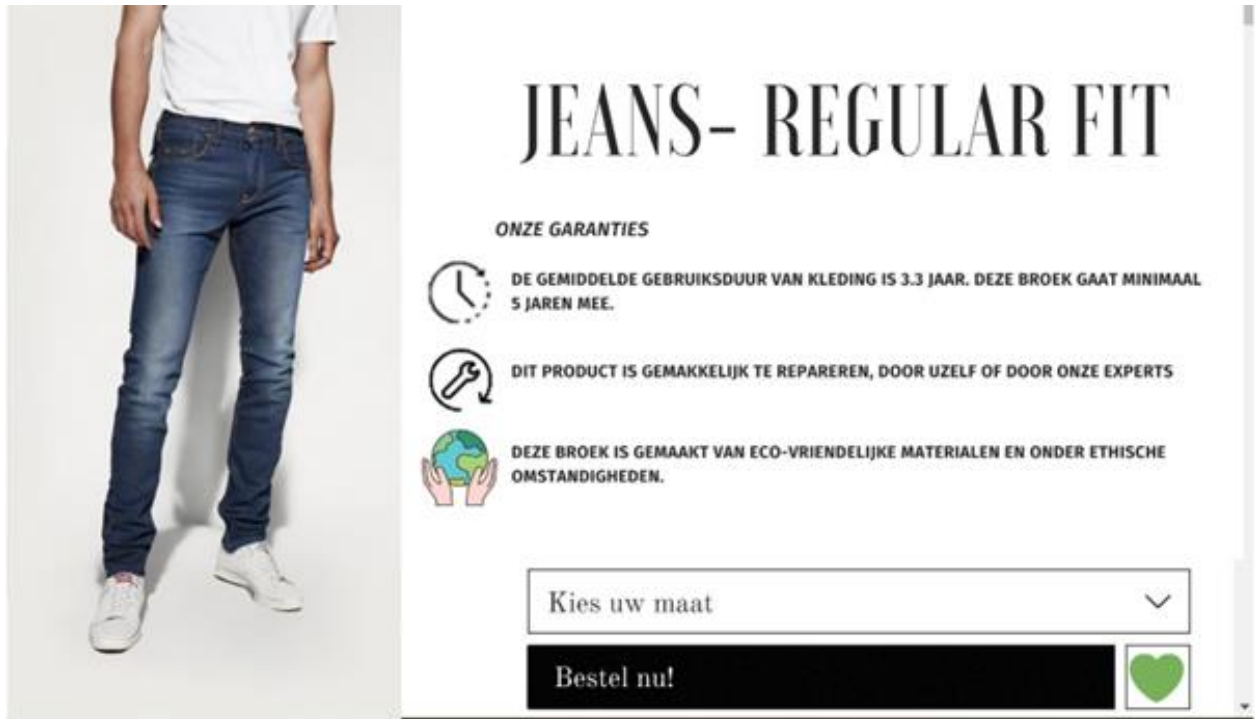 JEANS- REGULAR FIT
ONZE GARANTIES
DE GEMIDDELDE GEBRUIKSDUUR VAN KLEDING IS 3.3 JAAR. DEZE BROEK GAAT MINIMAAL
5 JAREN MEE.
DIT PRODUCT IS GEMAKKELIJK TE REPAREREN, DOOR UZELF OF DOOR ONZE EXPERTS
DEZE BROEK IS GEMAAKT VAN ECO-VRIENDELIJKE MATERIALEN EN ONDER ETHISCHE
OMSTANDIGHEDEN.
Kies uw maat
Bestel nu!